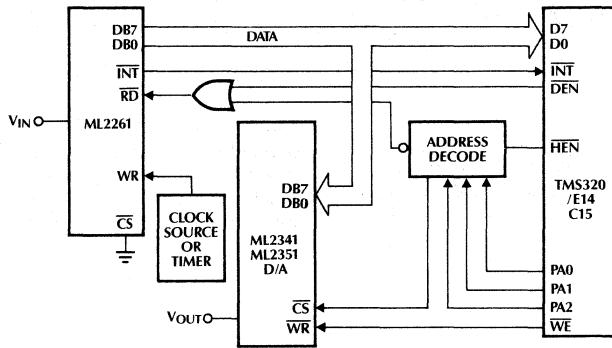 DB7
DB0
INT
RD
VIN
ML2261
WR
CS
DATA
CLOCK
SOURCE
OR
TIMER
DB7
DB0
ML2341
ML2351
D/A
VOUT
CS
WR
ADDRESS
DECODE
D7
D0
INT
DEN
HEN
TMS320
/E14
C15
PA0
PA1
PA2
WE